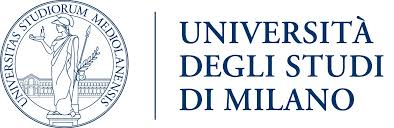 UNIVERSITAS STUDIORUM MEDIOLANENSIS
UNIVERSITÀ
DEGLI STUDI
DI MILANO